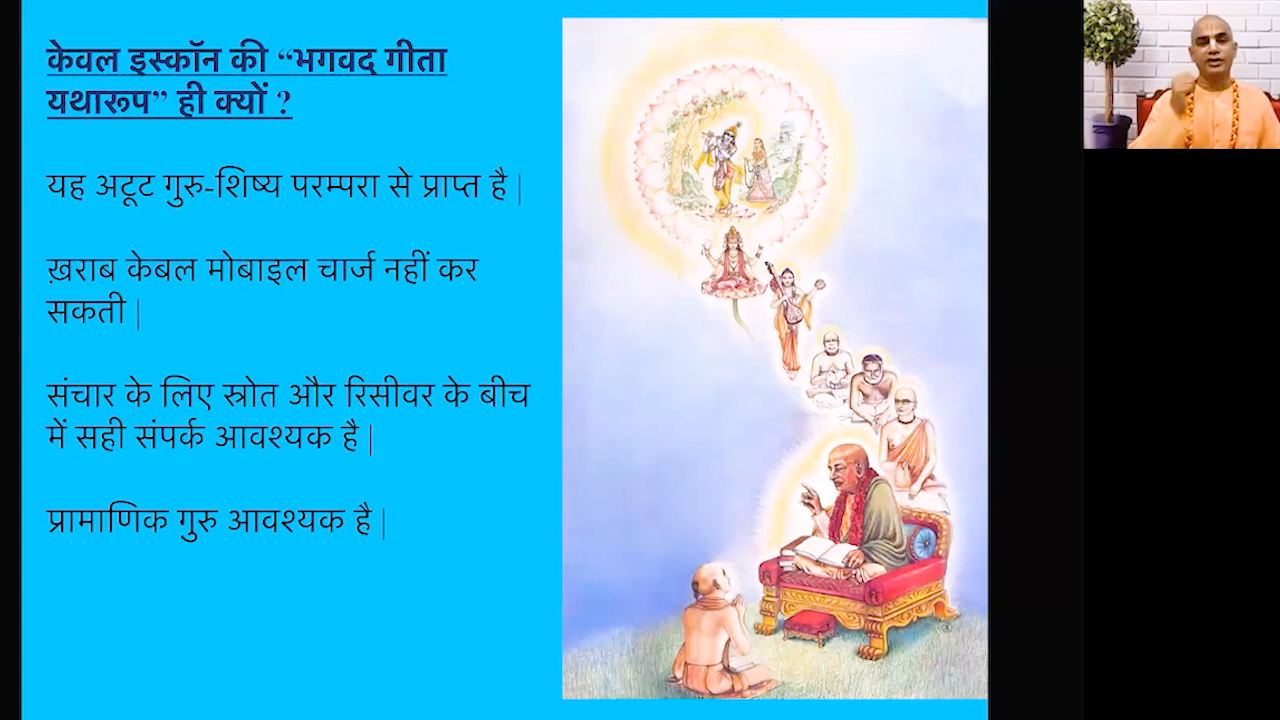 केवल इस्कॉन की “भगवद गीता
यथारूप” ही क्यों ?
यह अटूट गुरु-शिष्य परम्परा से प्राप्त है |
ख़राब केबल मोबाइल चार्ज नहीं कर
सकती |
संचार के लिए स्रोत और रिसीवर के बीच
में सही संपर्क आवश्यक है |
प्रामाणिक गुरु आवश्यक है |